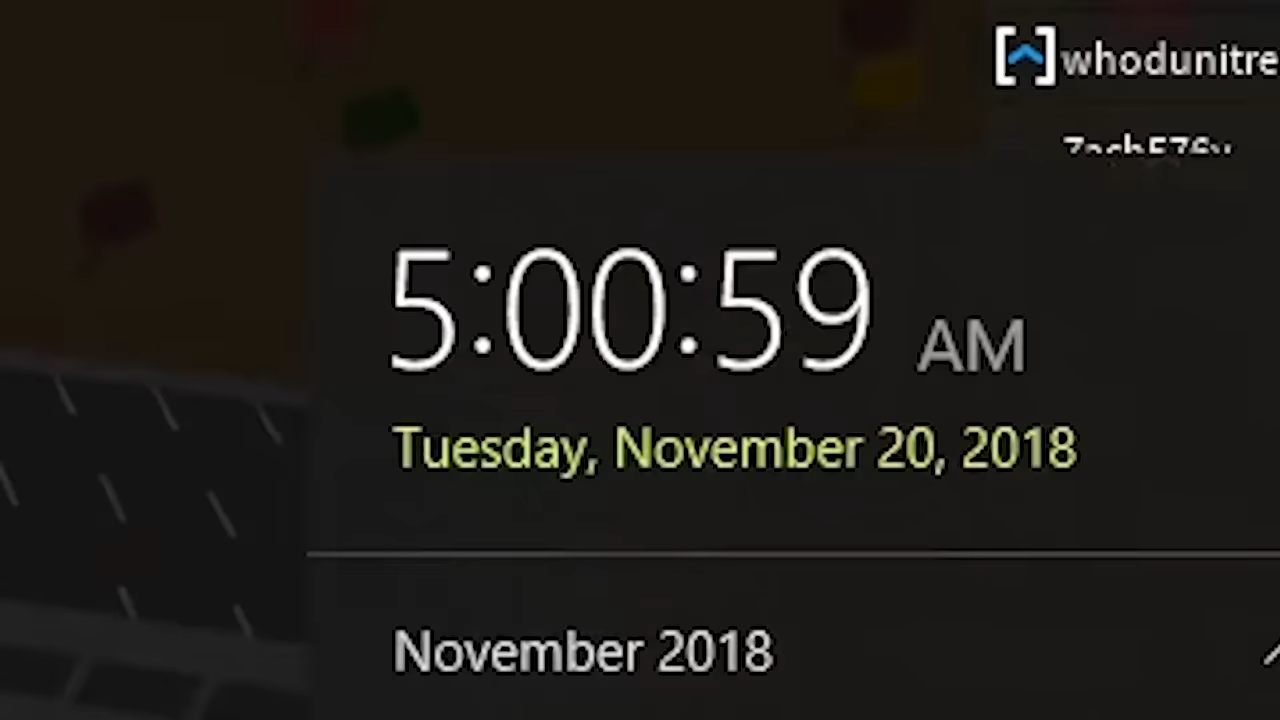 whodunitre
5:00:59 AM
Tuesday, November 20, 2018
November 2018